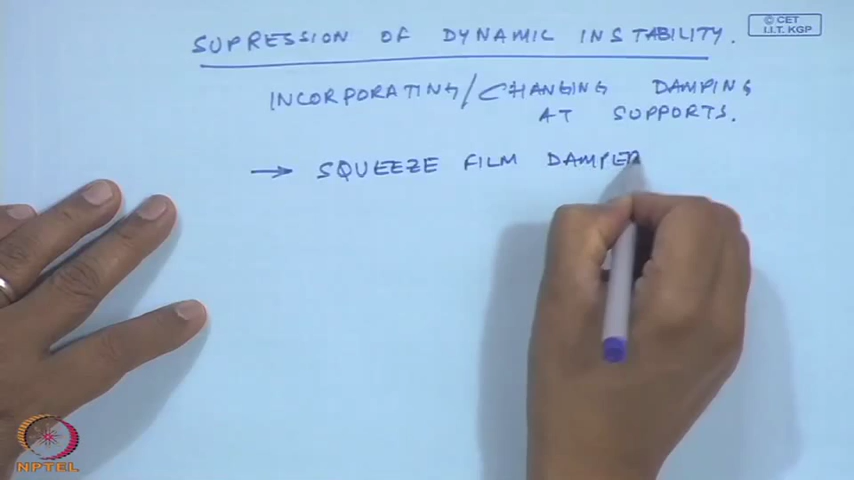 SUPRESSION OF DYNAMIC INSTABILITY.
© CET
I.I.T. KGP
INCORPORATING/CHANGING DAMPING
AT SUPPORTS.
→ SQUEEZE FILM DAMPER
NPTEL